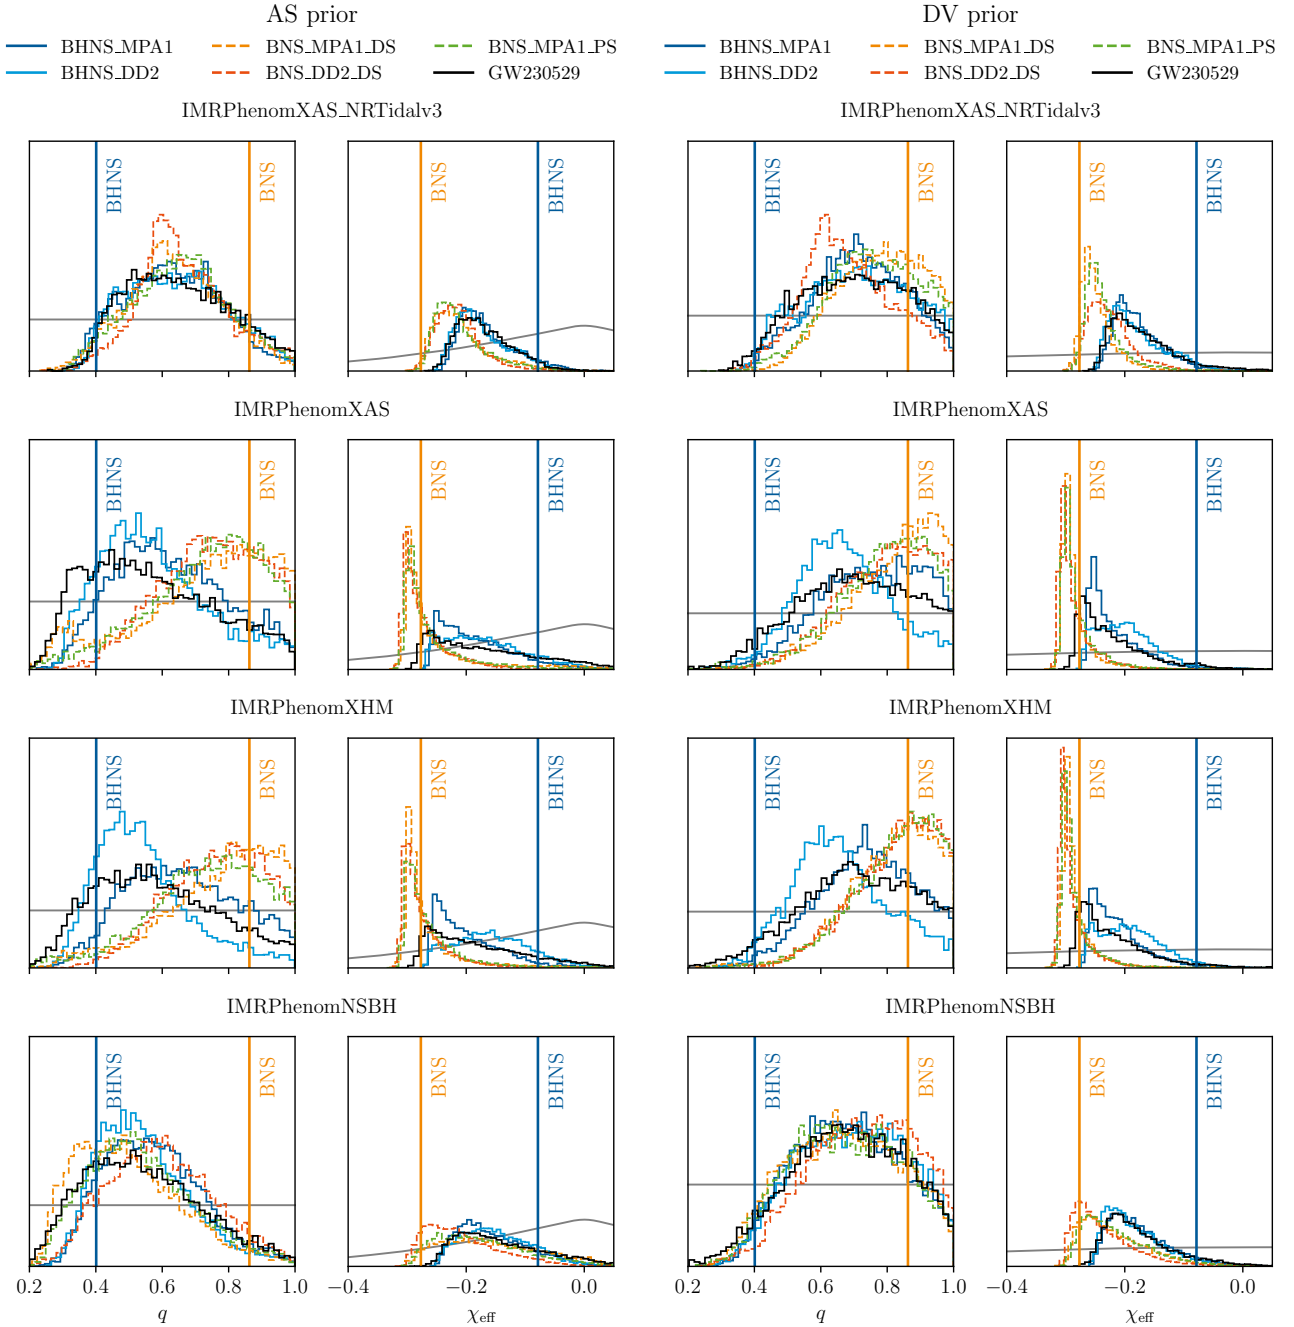 AS prior
DV prior
BHNS_MPA1
BNS_MPA1_DS
BNS_MPA1_PS
BHNS_DD2
BNS_DD2_DS
GW230529
BHNS_MPA1
BNS_MPA1_DS
BNS_MPA1_PS
BHNS_DD2
BNS_DD2_DS
GW230529
IMRPhenomXAS_NRTidalv3
IMRPhenomXAS_NRTidalv3
BHNS
BNS
BNS
BHNS
BHNS
BNS
BNS
BHNS
IMRPhenomXAS
IMRPhenomXAS
BHNS
BNS
BNS
BHNS
BHNS
BNS
BNS
BHNS
IMRPhenomXHM
IMRPhenomXHM
BHNS
BNS
BNS
BHNS
BHNS
BNS
BNS
BHNS
IMRPhenomNSBH
IMRPhenomNSBH
BHNS
BNS
BNS
BHNS
BHNS
BNS
BNS
BHNS
0.2 0.4 0.6 0.8 1.0
−0.4 −0.2 0.0
0.2 0.4 0.6 0.8 1.0
−0.4 −0.2 0.0
q
χeff
q
χeff